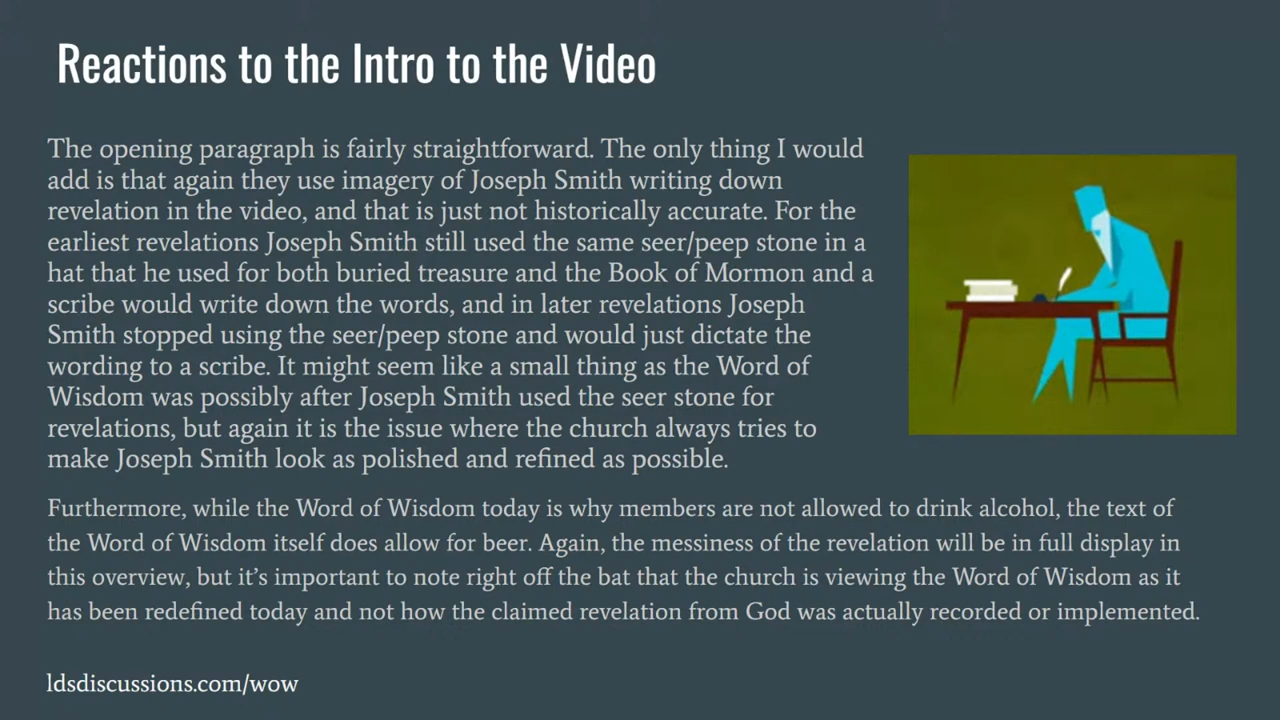 Reactions to the Intro to the Video
The opening paragraph is fairly straightforward. The only thing I would
add is that again they use imagery of Joseph Smith writing down
revelation in the video, and that is just not historically accurate. For the
earliest revelations Joseph Smith still used the same seer/peep stone in a
hat that he used for both buried treasure and the Book of Mormon and a
scribe would write down the words, and in later revelations Joseph
Smith stopped using the seer/peep stone and would just dictate the
wording to a scribe. It might seem like a small thing as the Word of
Wisdom was possibly after Joseph Smith used the seer stone for
revelations, but again it is the issue where the church always tries to
make Joseph Smith look as polished and refined as possible.
Furthermore, while the Word of Wisdom today is why members are not allowed to drink alcohol, the text of
the Word of Wisdom itself does allow for beer. Again, the messiness of the revelation will be in full display in
this overview, but it's important to note right off the bat that the church is viewing the Word of Wisdom as it
has been redefined today and not how the claimed revelation from God was actually recorded or implemented.
ldsdiscussions.com/wow